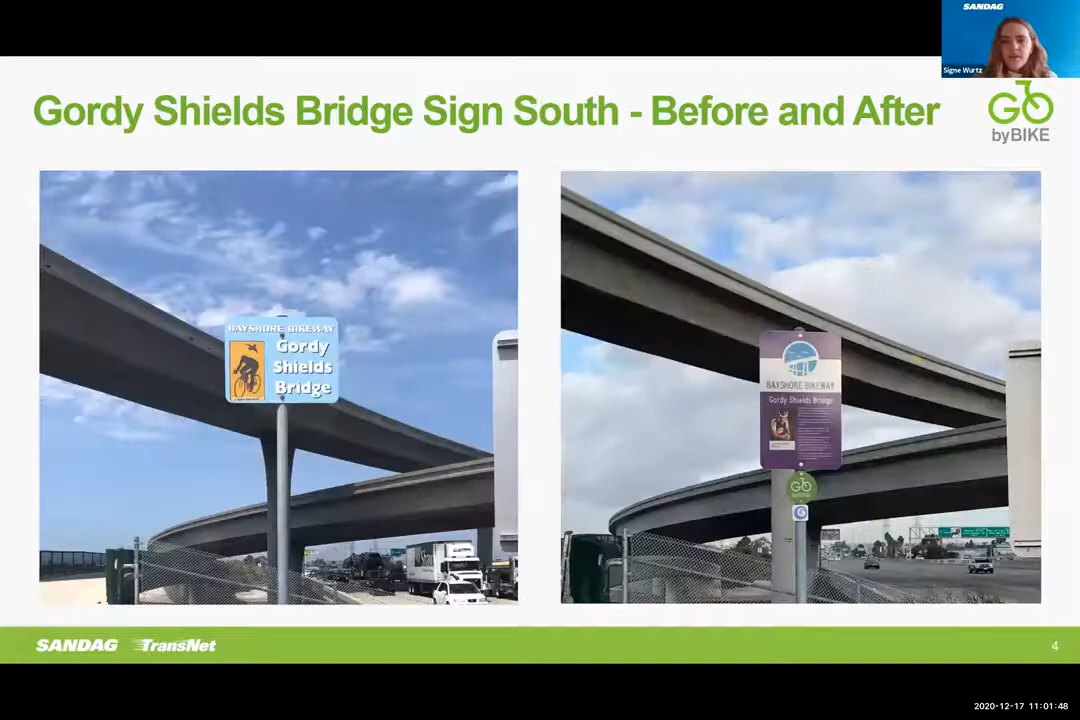 SANDAG
Signe Wurtz
Gordy Shields Bridge Sign South - Before and After
GO
byBIKE
BAYSHORE BIKEWAY
Gordy
Shields
Bridge
BAYSHORE BIKEWAY
Gordy Shields Bridge
GO
SANDAG TransNet
4
2020-12-17 11:01:48